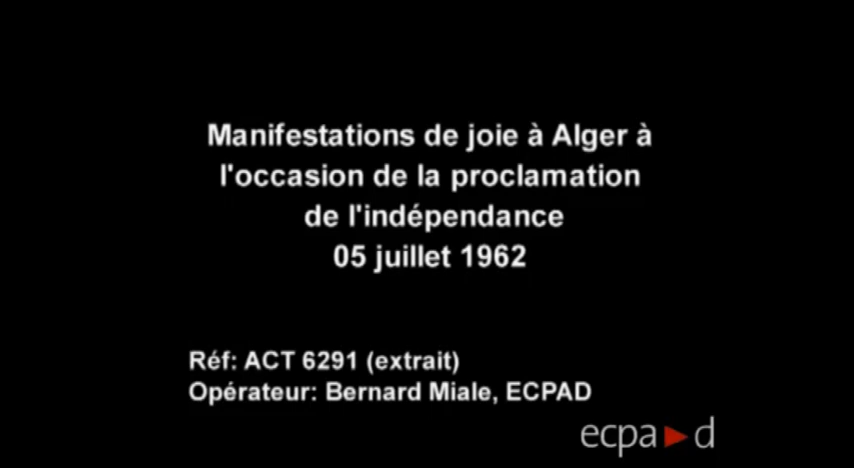 Manifestations de joie à Alger à
l'occasion de la proclamation
de l'indépendance
05 juillet 1962
Réf: ACT 6291 (extrait)
Opérateur: Bernard Miale, ECPAD
ecpa d